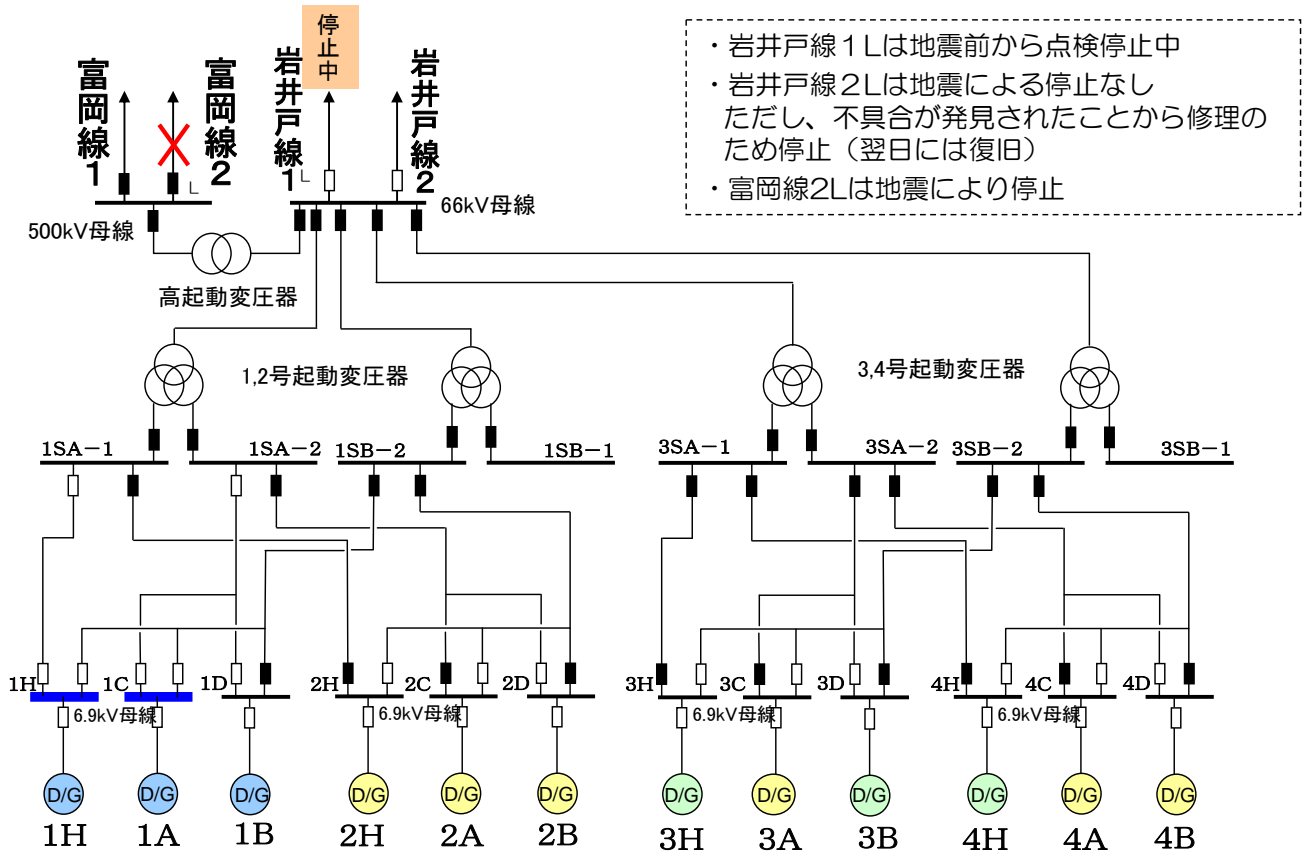 停止中
富岡線1
富岡線2
L
岩井戸線1
L
岩井戸線2
・岩井戸線１Lは地震前から点検停止中
・岩井戸線２Lは地震による停止なし
ただし、不具合が発見されたことから修理の
ため停止（翌日には復旧）
・富岡線2Lは地震により停止
500kV母線
66kV母線
高起動変圧器
1,2号起動変圧器
3,4号起動変圧器
1SA－1
1SA－2
1SB－2
1SB－1
3SA－1
3SA－2
3SB－2
3SB－1
1H
1C
1D
2H
2C
2D
3H
3C
3D
4H
4C
4D
6.9kV母線
6.9kV母線
6.9kV母線
6.9kV母線
D/G
D/G
D/G
D/G
D/G
D/G
D/G
D/G
D/G
D/G
D/G
D/G
1H
1A
1B
2H
2A
2B
3H
3A
3B
4H
4A
4B